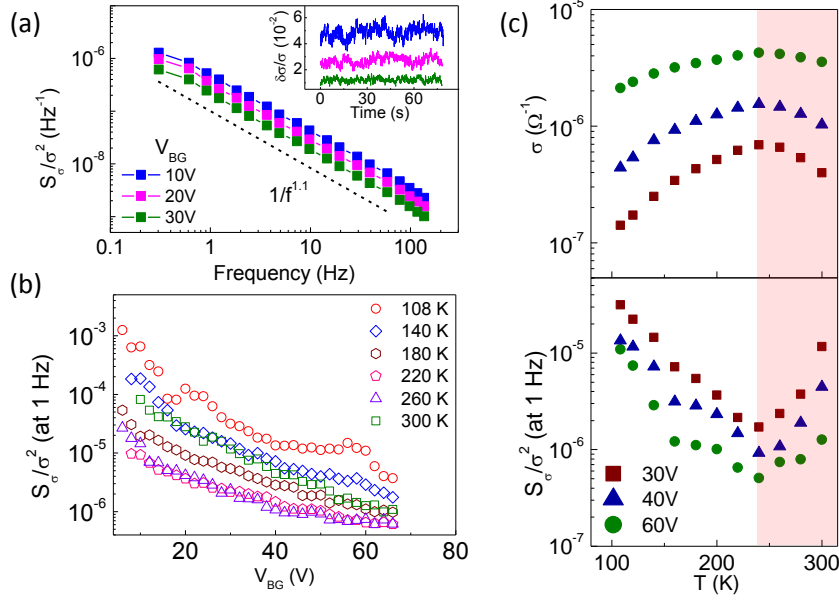 (a)
10⁻⁶
10⁻⁸
S_σ/σ² (Hz⁻¹)
V_BG
10V
20V
30V
1/f^1.1
0.1 1 10 100
Frequency (Hz)
δσ/σ (10⁻²)
2
4
0 30 60
Time (s)
(b)
10⁻³
10⁻⁴
10⁻⁵
10⁻⁶
S_σ/σ² (at 1 Hz)
108 K
140 K
180 K
220 K
260 K
300 K
20 40 60 80
V_BG (V)
(c)
10⁻⁵
10⁻⁶
10⁻⁷
σ (Ω⁻¹)
10⁻⁵
10⁻⁶
10⁻⁷
S_σ/σ² (at 1 Hz)
30V
40V
60V
100 200 300
T (K)